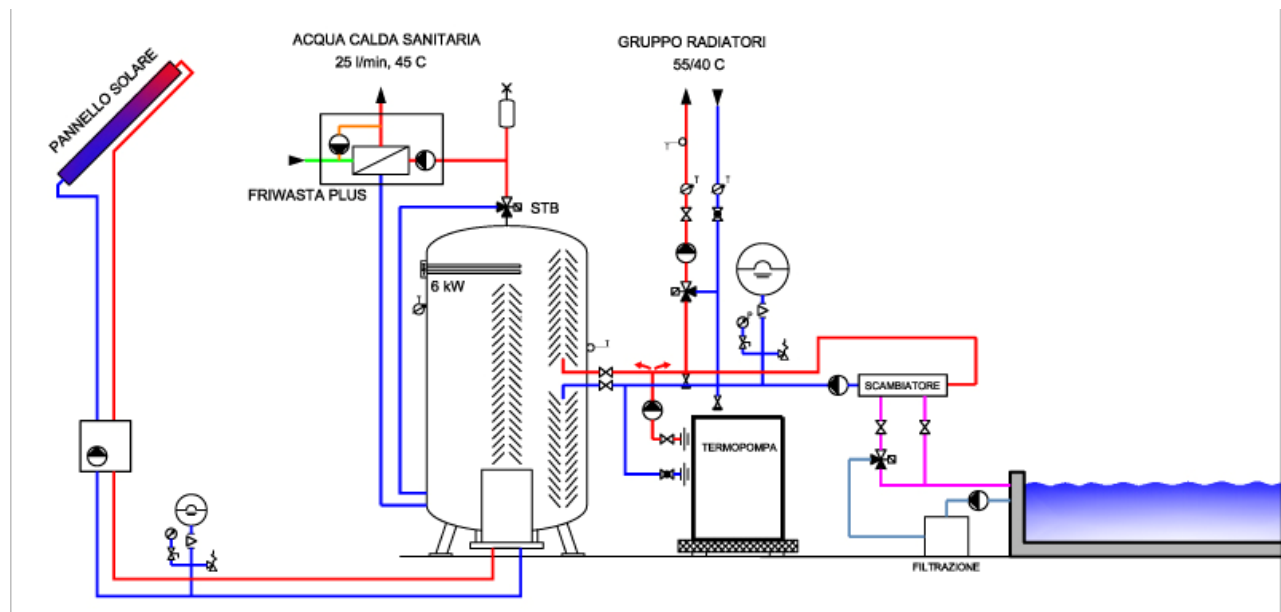 ACQUA CALDA SANITARIA
25 l/min, 45 C
GRUPPO RADIATORI
55/40 C
PANNELLO SOLARE
T
T
T
FRIWASTA PLUS
STB
6 kW
T
T
P
SCAMBIATORE
TERMOPOMPA
FILTRAZIONE